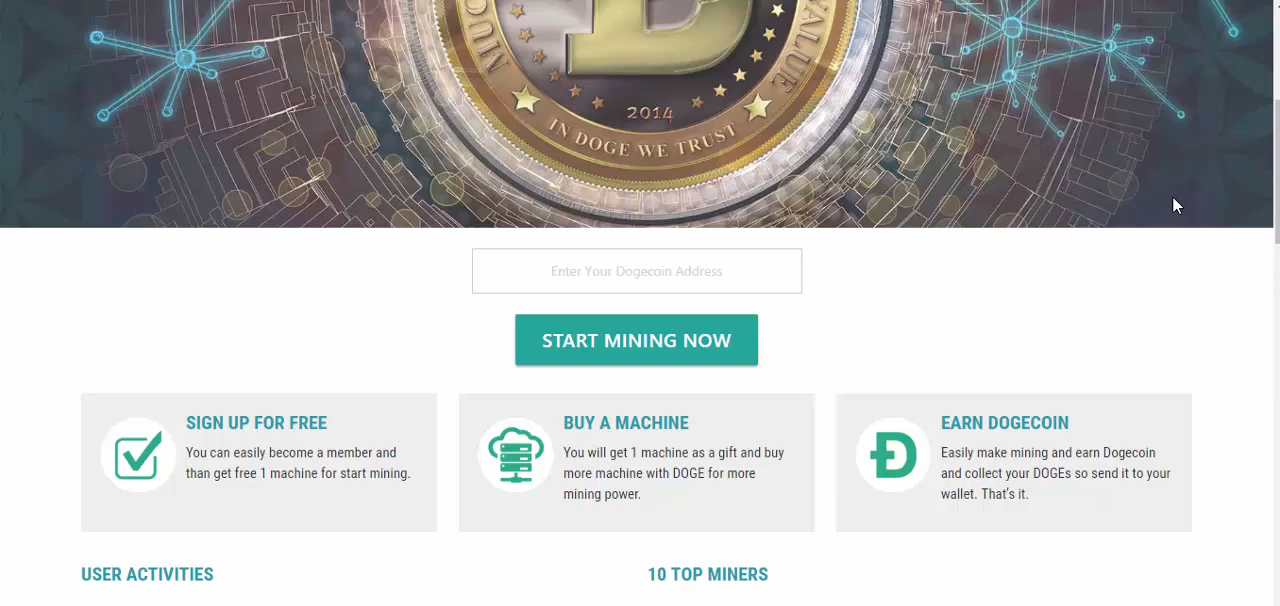 MUC
VALUE
2014
IN DOGE WE TRUST
Enter Your Dogecoin Address
START MINING NOW
SIGN UP FOR FREE
You can easily become a member and
than get free 1 machine for start mining.
BUY A MACHINE
You will get 1 machine as a gift and buy
more machine with DOGE for more
mining power.
EARN DOGECOIN
Easily make mining and earn Dogecoin
and collect your DOGEs so send it to your
wallet. That's it.
USER ACTIVITIES
10 TOP MINERS